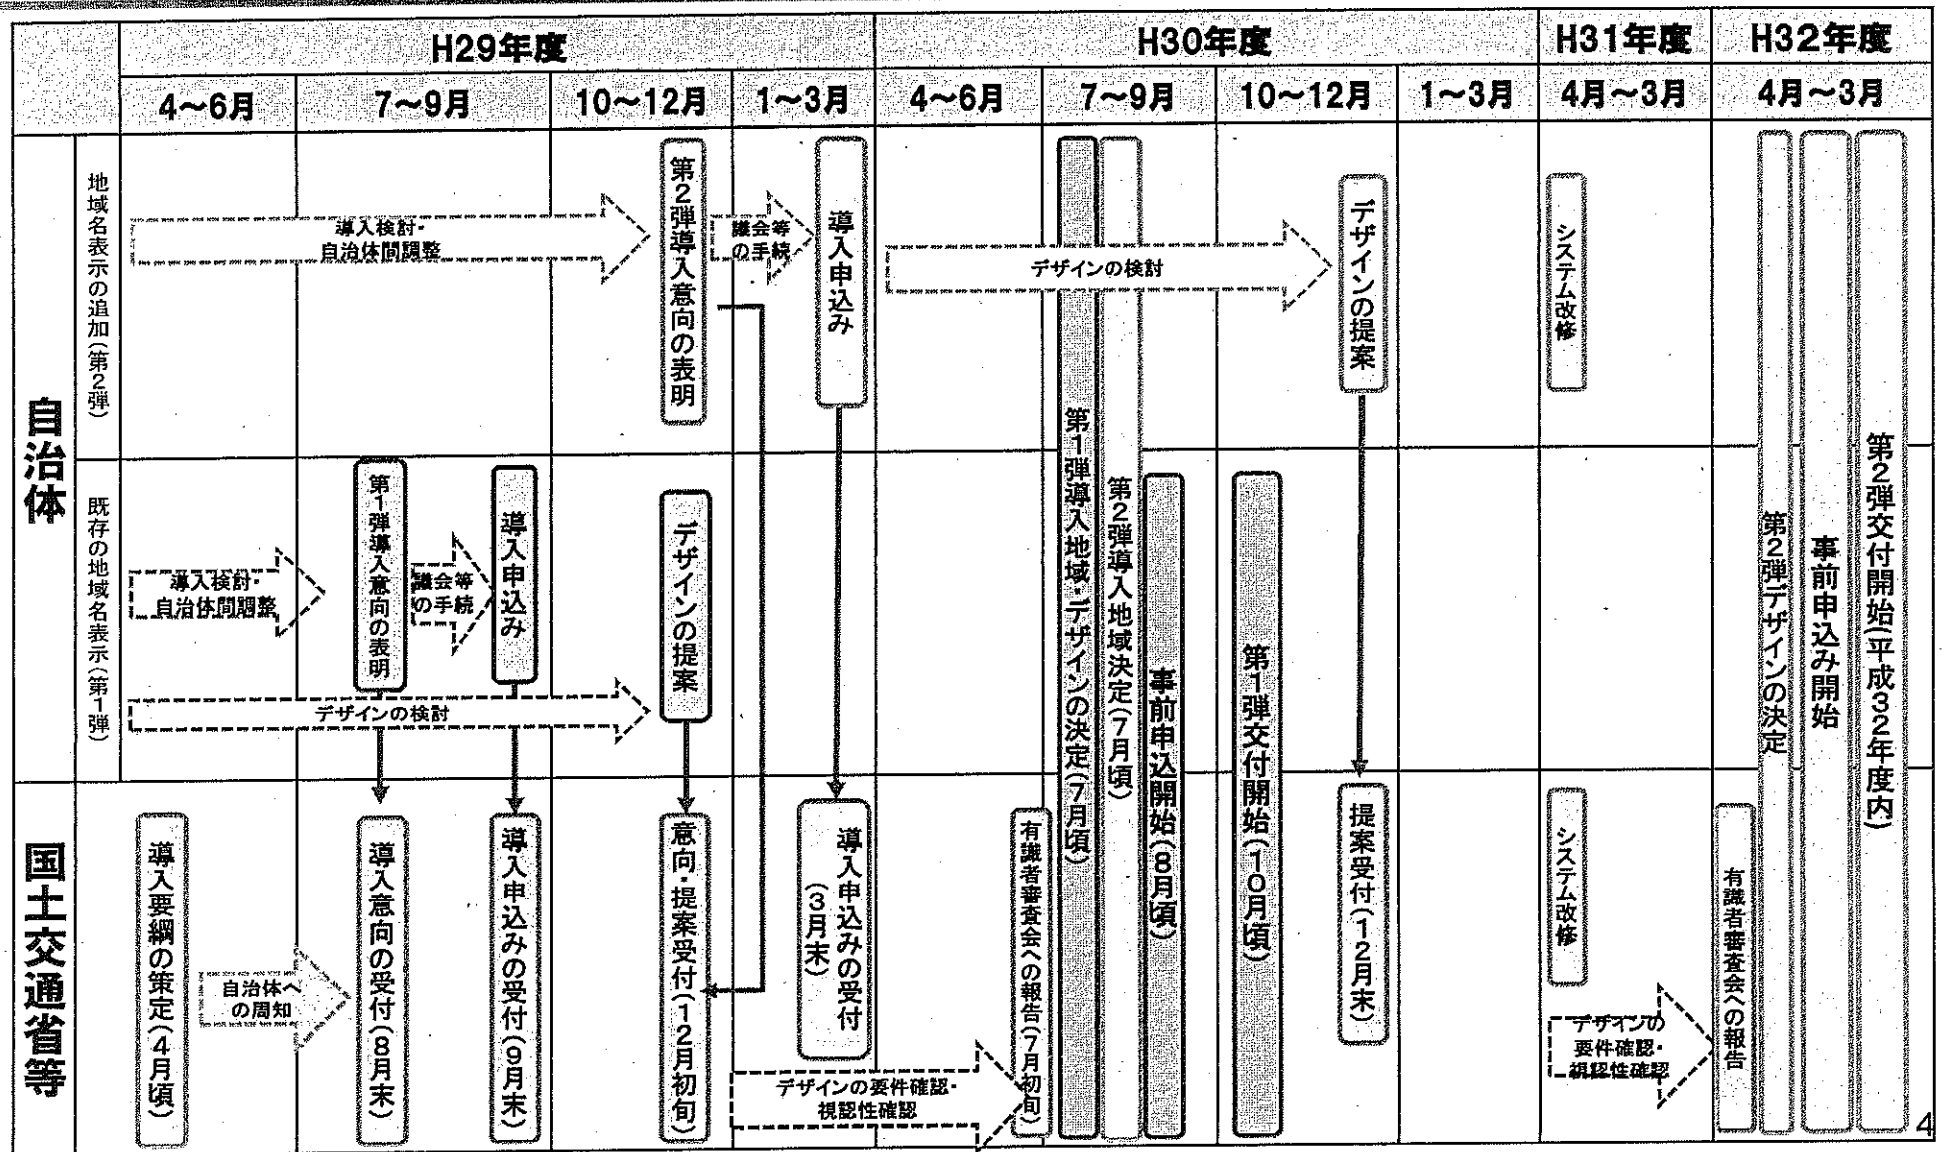 H29年度
H30年度
H31年度
H32年度
4～6月
7～9月
10～12月
1～3月
4～6月
7～9月
10～12月
1～3月
4月～3月
4月～3月
自治体
地域名表示の追加(第2弾)
導入検討・
自治体間調整
第2弾導入意向の表明
議会等
の手続
導入申込み
デザインの検討
デザインの提案
システム改修
既存の地域名表示(第1弾)
導入検討・
自治体間調整
第1弾導入意向の表明
議会等
の手続
導入申込み
デザインの検討
デザインの提案
第1弾導入地域・デザインの決定(7月頃)
第2弾導入地域決定(7月頃)
事前申込開始(8月頃)
第1弾交付開始(10月頃)
第2弾デザインの決定
事前申込み開始
第2弾交付開始(平成32年度内)
国土交通省等
導入要綱の策定(4月頃)
自治体へ
の周知
導入意向の受付(8月末)
導入申込みの受付(9月末)
意向・提案受付(12月初旬)
導入申込みの受付
(3月末)
デザインの要件確認・
視認性確認
有識者審査会への報告(7月初旬)
提案受付(12月末)
システム改修
デザインの
要件確認・
視認性確認
有識者審査会への報告
4